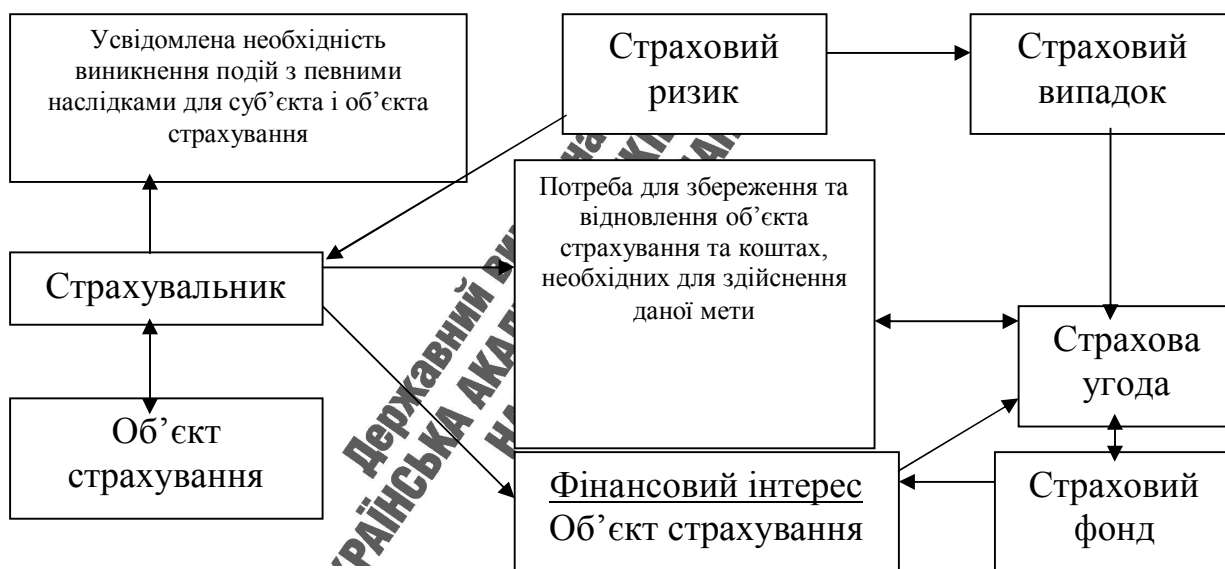 Усвідомлена необхідність
виникнення подій з певними
наслідками для суб’єкта і об’єкта
страхування
Страховий
ризик
Страховий
випадок
Потреба для збереження та
відновлення об’єкта
страхування та коштах,
необхідних для здійснення
даної мети
Страхувальник
Страхова
угода
Об’єкт
страхування
Фінансовий інтерес
Об’єкт страхування
Страховий
фонд
Державний